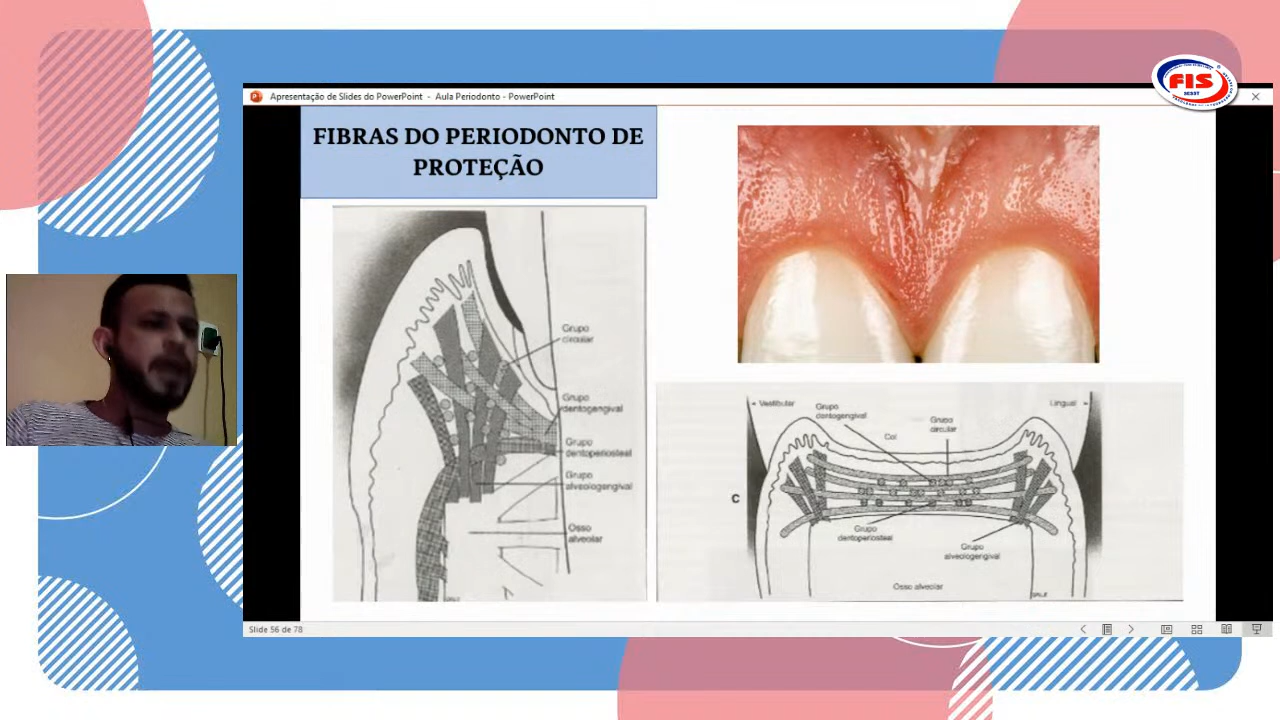 FIS
SESST
Apresentação de Slides do PowerPoint - Aula Periodonto - PowerPoint
FIBRAS DO PERIODONTO DE
PROTEÇÃO
Grupo
circular
Grupo
dentogengival
Grupo
dentoperiosteal
Grupo
alveologengival
Osso
alveolar
Vestibular
Grupo
dentogengival
Grupo
circular
Lingual
Col
C
Grupo
dentoperiosteal
Grupo
alveologengival
Osso alveolar
Slide 56 de 78